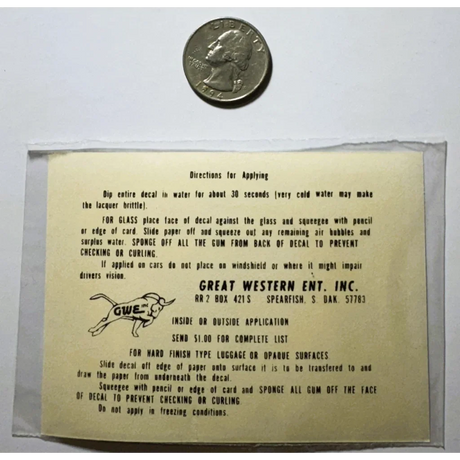 LIBERTY
1994
Directions for Applying
Dip entire decal in water for about 30 seconds (very cold water may make
the lacquer brittle).
FOR GLASS place face of decal against the glass and squeegee with pencil
or edge of card. Slide paper off and squeeze out any remaining air bubbles and
surplus water. SPONGE OFF ALL THE GUM FROM BACK OF DECAL TO PREVENT
CHECKING OR CURLING.
If applied on cars do not place on windshield or where it might impair
drivers vision.
GREAT WESTERN ENT. INC.
RR 2 BOX 421 S SPEARFISH, S. DAK. 57783
GWE INC
INSIDE OR OUTSIDE APPLICATION
SEND $1.00 FOR COMPLETE LIST
FOR HARD FINISH TYPE LUGGAGE OR OPAQUE SURFACES
Slide decal off edge of paper onto surface it is to be transfered to and
draw the paper from underneath the decal.
Squeegee with pencil or edge of card and SPONGE ALL GUM OFF THE FACE
OF DECAL TO PREVENT CHECKING OR CURLING
Do not apply in freezing conditions.